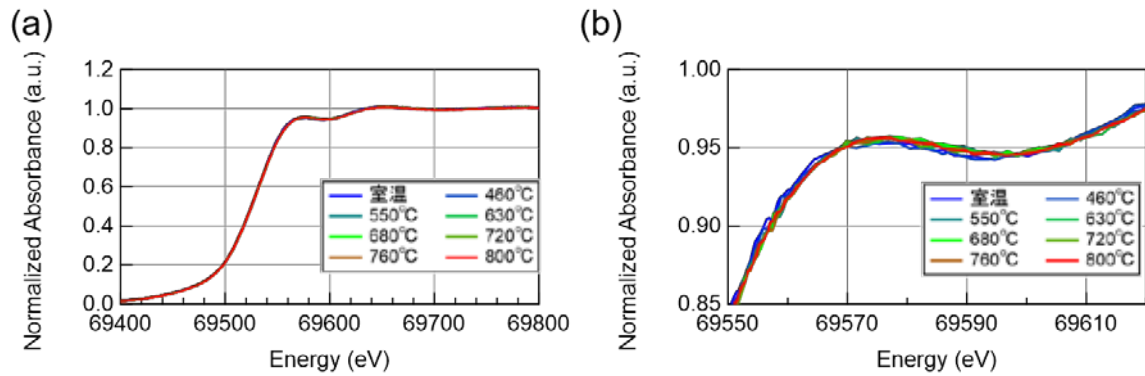 (a)
Normalized Absorbance (a.u.)
1.2
1.0
0.8
0.6
0.4
0.2
0.0
室温 460°C
550°C 630°C
680°C 720°C
760°C 800°C
69400 69500 69600 69700 69800
Energy (eV)
(b)
Normalized Absorbance (a.u.)
1.00
0.95
0.90
0.85
室温 460°C
550°C 630°C
680°C 720°C
760°C 800°C
69550 69570 69590 69610
Energy (eV)